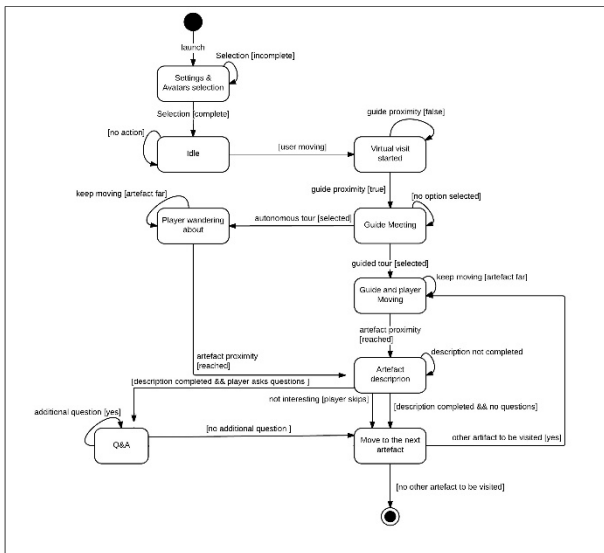 launch
Selection [incomplete]
Settings &
Avatars selection
Selection [complete]
guide proximity [false]
[no action]
Idle
[user moving]
Virtual visit
started
guide proximity [true]
[no option selected]
keep moving [artefact far]
Player wandering
about
autonomous tour [selected]
Guide Meeting
guided tour [selected]
keep moving [artefact far]
Guide and player
Moving
artefact proximity
[reached]
artefact proximity
[reached]
description not completed
Artefact
description
[description completed && player asks questions ]
not interesting [player skips]
[description completed && no questions]
additional question [yes]
Q&A
[no additional question ]
Move to the next
artefact
other artifact to be visited [yes]
[no other artefact to be visited]